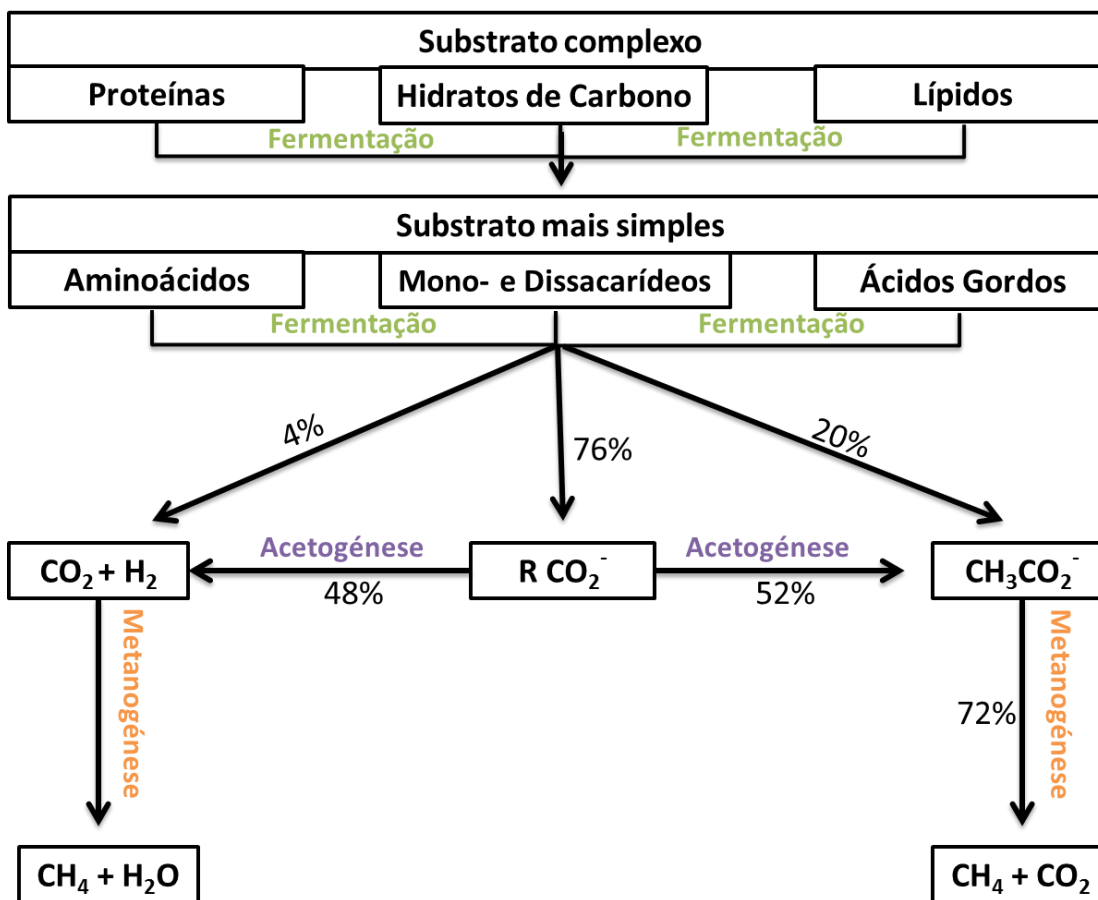 Substrato complexo
Proteínas
Hidratos de Carbono
Lípidos
Fermentação
Fermentação
Substrato mais simples
Aminoácidos
Mono- e Dissacarídeos
Ácidos Gordos
Fermentação
Fermentação
4%
76%
20%
CO₂ + H₂
Acetogénese
48%
R CO₂⁻
Acetogénese
52%
CH₃CO₂⁻
Metanogénese
72%
Metanogénese
CH₄ + H₂O
CH₄ + CO₂